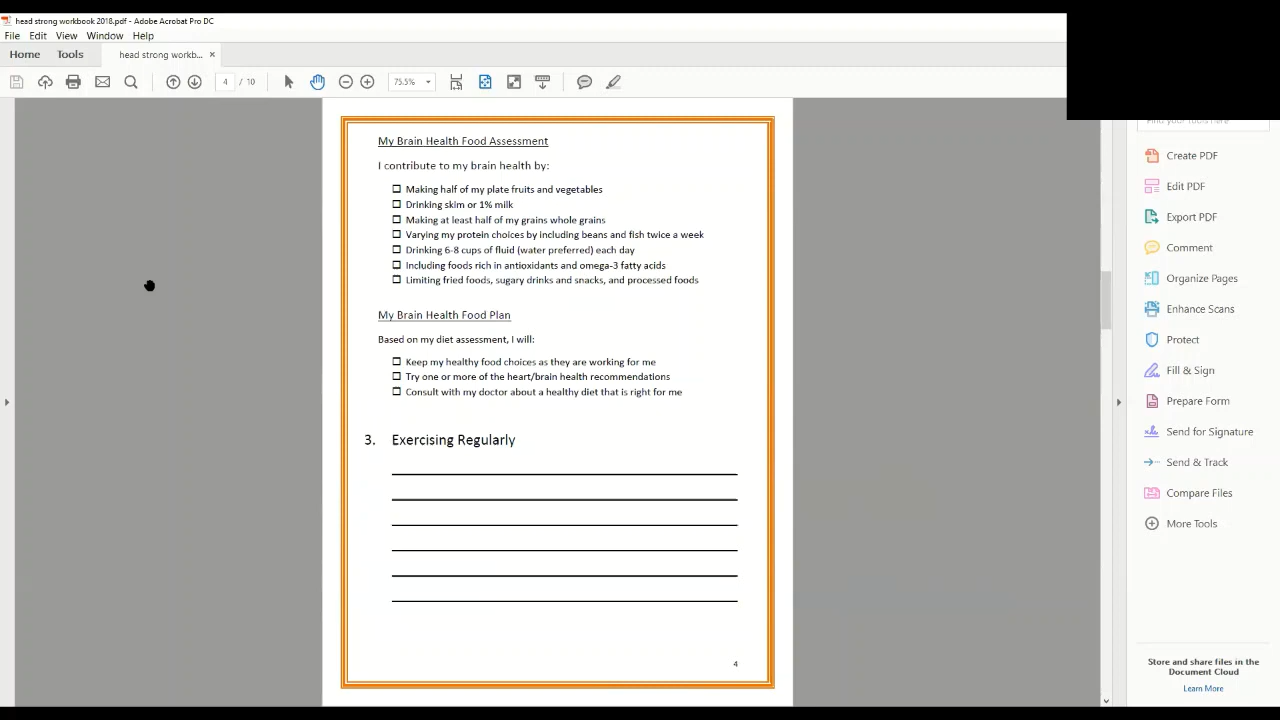 head strong workbook 2018.pdf - Adobe Acrobat Pro DC
File Edit View Window Help
Home Tools head strong workb... ×
4 / 10 75.5%
My Brain Health Food Assessment
I contribute to my brain health by:
Making half of my plate fruits and vegetables
Drinking skim or 1% milk
Making at least half of my grains whole grains
Varying my protein choices by including beans and fish twice a week
Drinking 6-8 cups of fluid (water preferred) each day
Including foods rich in antioxidants and omega-3 fatty acids
Limiting fried foods, sugary drinks and snacks, and processed foods
My Brain Health Food Plan
Based on my diet assessment, I will:
Keep my healthy food choices as they are working for me
Try one or more of the heart/brain health recommendations
Consult with my doctor about a healthy diet that is right for me
3. Exercising Regularly
4
Find your tools here
Create PDF
Edit PDF
Export PDF
Comment
Organize Pages
Enhance Scans
Protect
Fill & Sign
Prepare Form
Send for Signature
Send & Track
Compare Files
More Tools
Store and share files in the
Document Cloud
Learn More